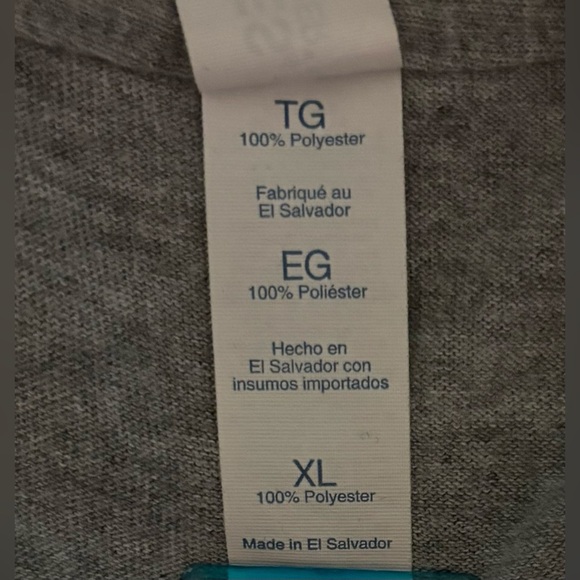 TG
100% Polyester
Fabriqué au
El Salvador
EG
100% Poliéster
Hecho en
El Salvador con
insumos importados
XL
100% Polyester
Made in El Salvador